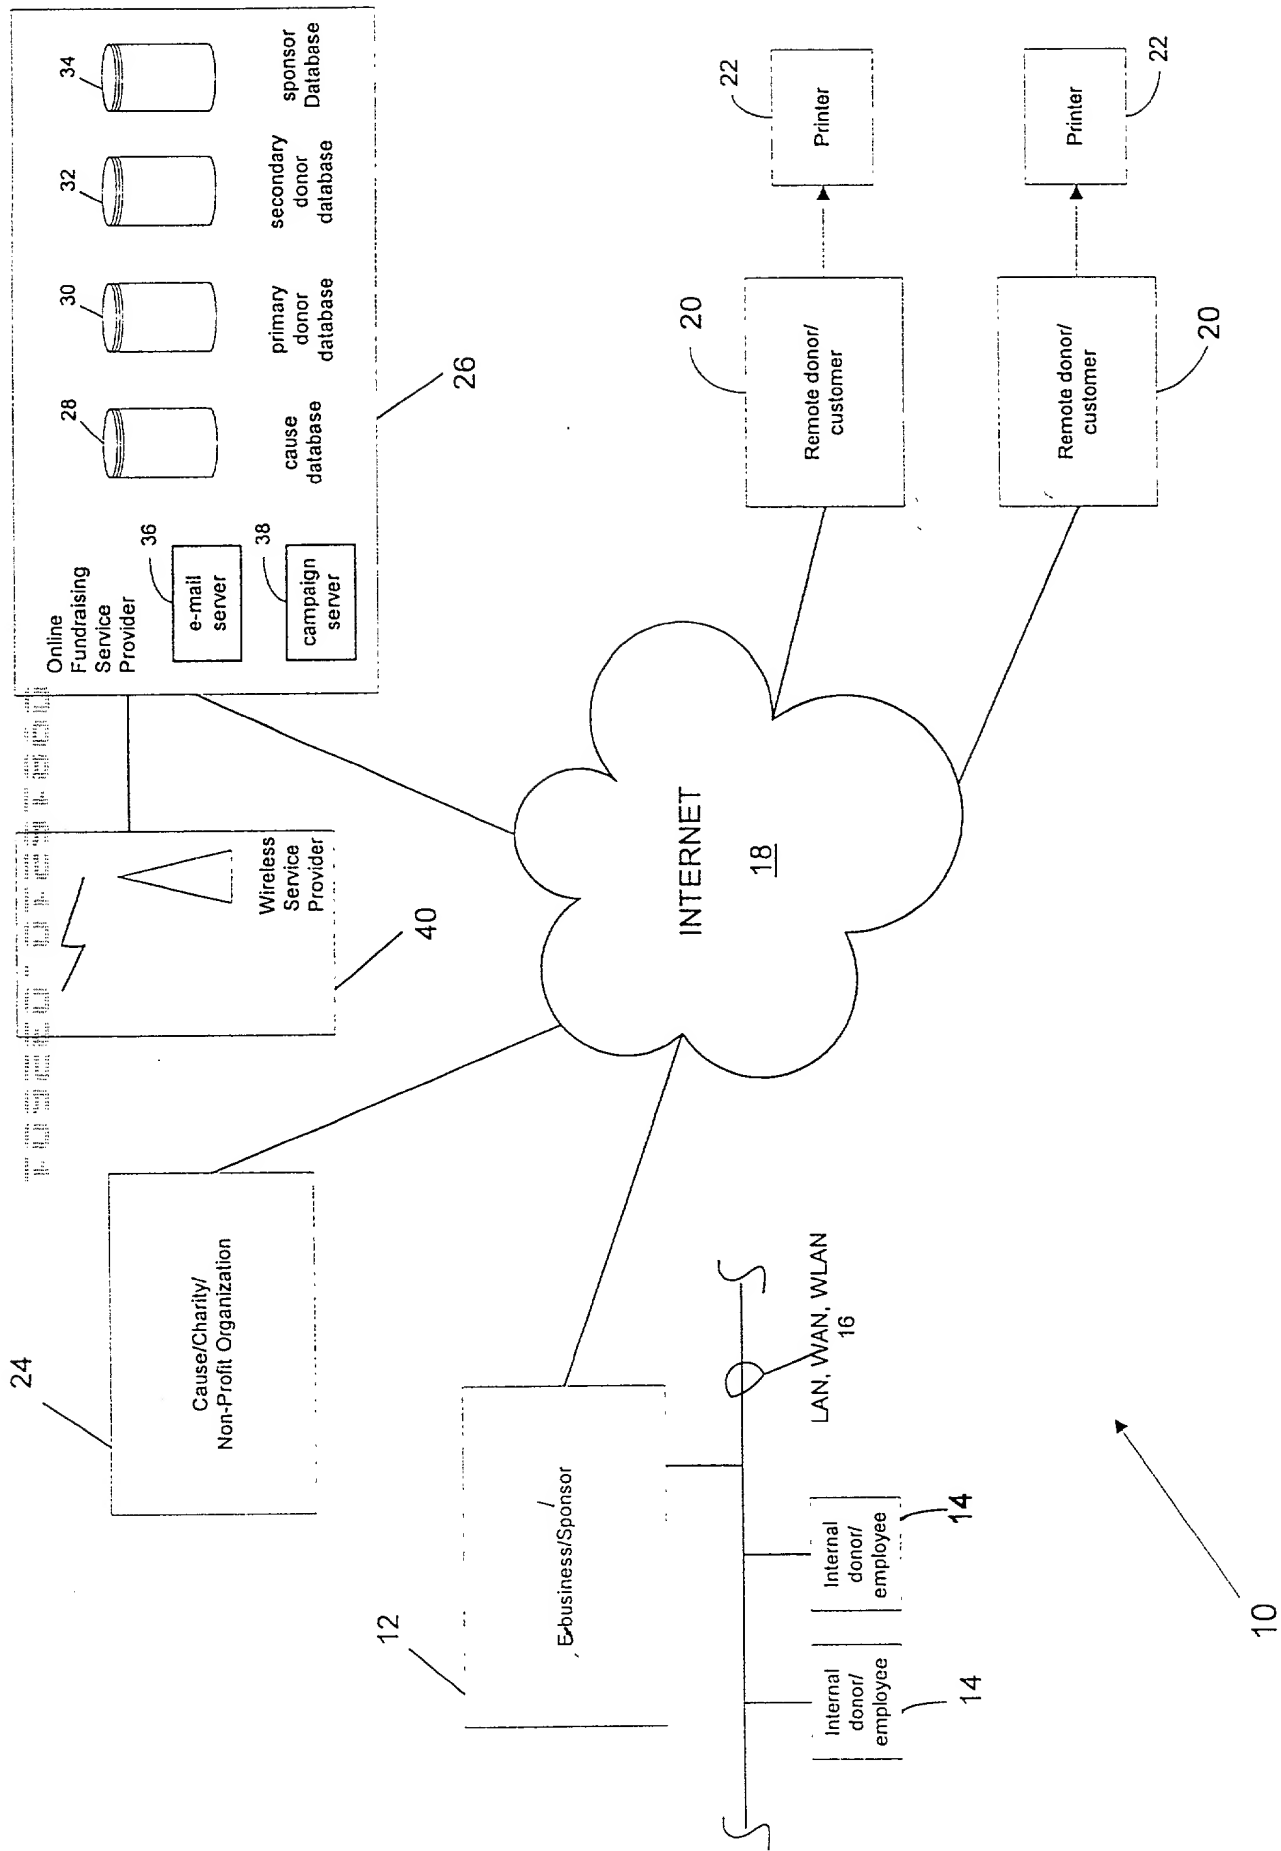 24
Cause/Charity/
Non-Profit Organization
40
Wireless
Service
Provider
Online
Fundraising
Service
Provider
36
e-mail
server
38
campaign
server
28
cause
database
30
primary
donor
database
32
secondary
donor
database
34
sponsor
Database
26
12
E-business/Sponsor
INTERNET
18
20
Remote donor/
customer
22
Printer
20
Remote donor/
customer
22
Printer
LAN, WAN, WLAN
16
Internal
donor/
employee
14
Internal
donor/
employee
14
10